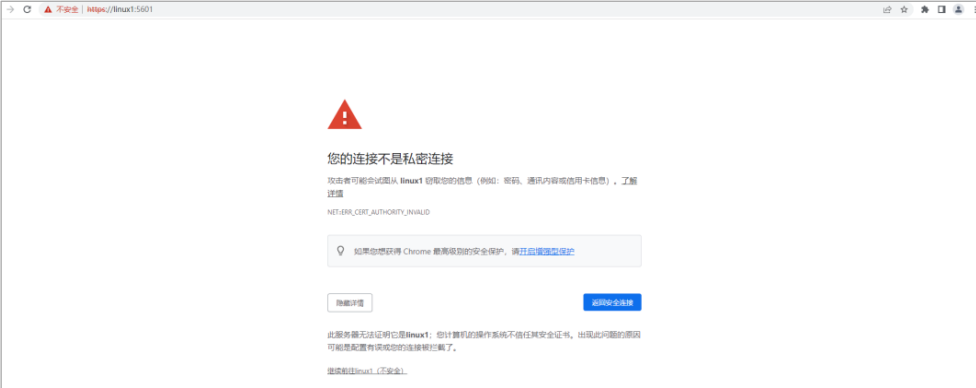 不安全 https://linux1:5601
您的连接不是私密连接
攻击者可能会试图从 linux1 窃取您的信息（例如：密码、通讯内容或信用卡信息）。了解
详情
NET::ERR_CERT_AUTHORITY_INVALID
如果您想获得 Chrome 最高级别的安全保护，请开启增强型保护
隐藏详情
返回安全连接
此服务器无法证明它是linux1；您计算机的操作系统不信任其安全证书。出现此问题的原因
可能是配置有误或您的连接被拦截了。
继续前往linux1（不安全）